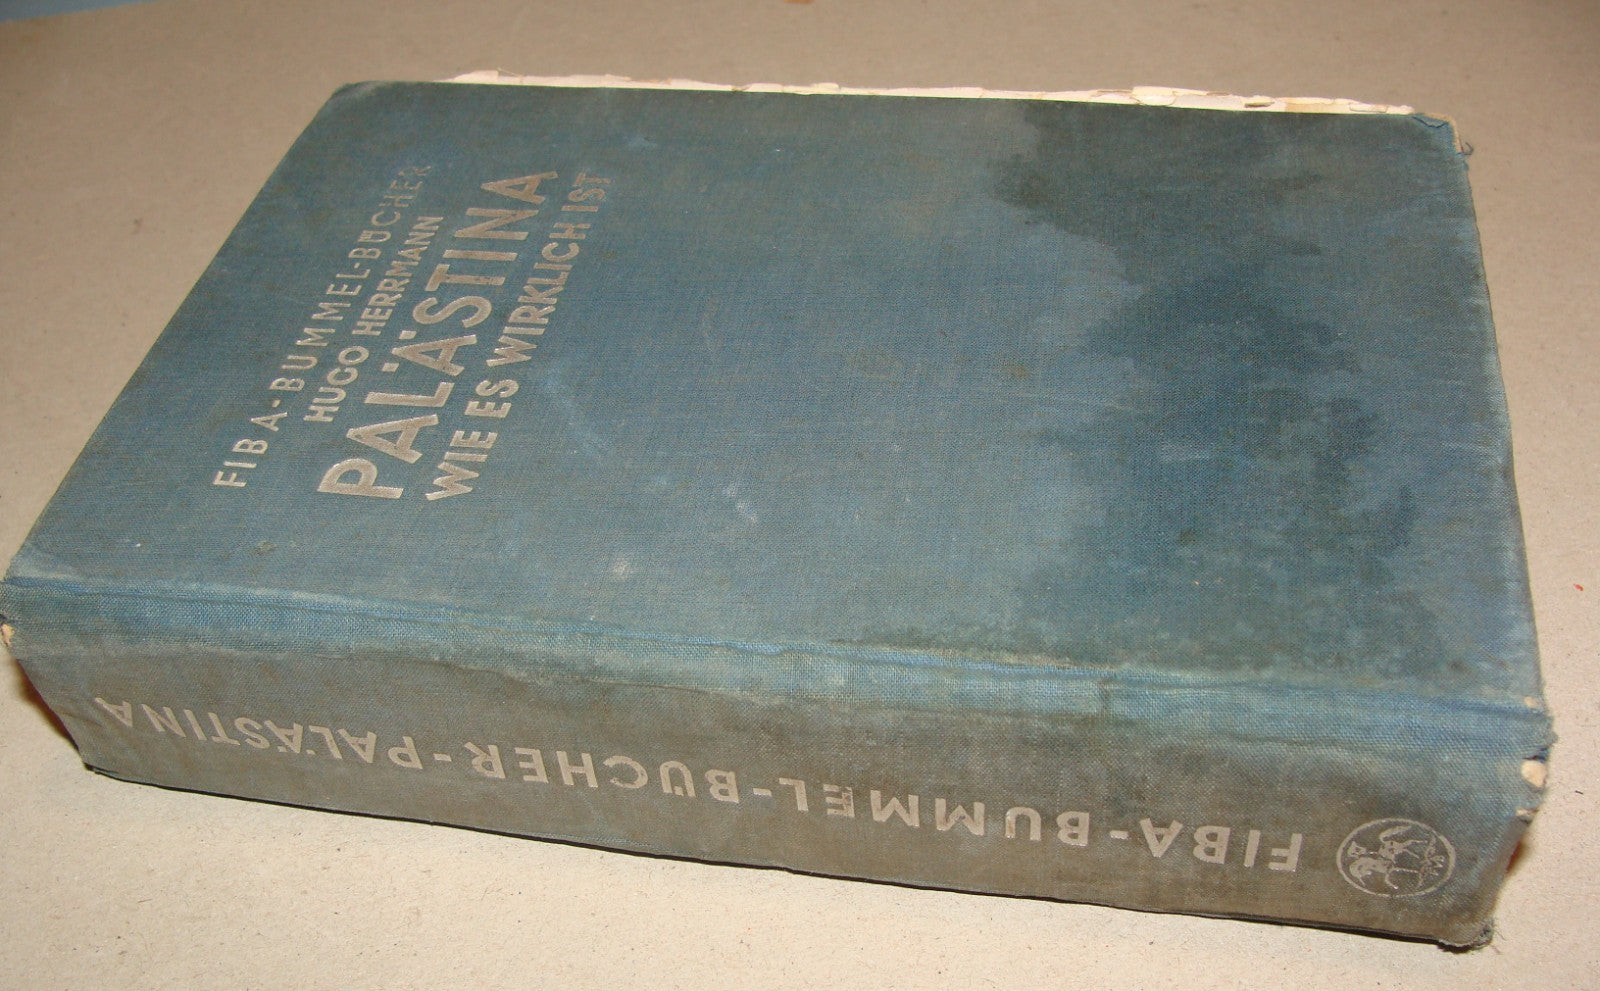 FIBA-BUMMEL-BÜCHER
HUGO HERRMANN
PALÄSTINA
WIE ES WIRKLICH IST
FIBA-BUMMEL-BÜCHER-PALÄSTINA